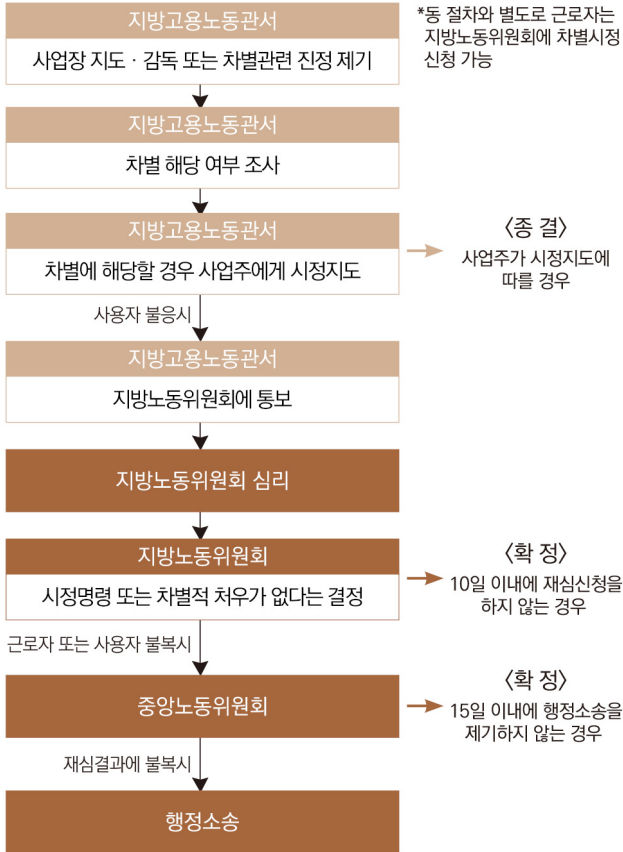 지방고용노동관서
사업장 지도 · 감독 또는 차별관련 진정 제기
*동 절차와 별도로 근로자는
지방노동위원회에 차별시정
신청 가능
지방고용노동관서
차별 해당 여부 조사
지방고용노동관서
차별에 해당할 경우 사업주에게 시정지도
〈종 결〉
사업주가 시정지도에
따를 경우
사용자 불응시
지방고용노동관서
지방노동위원회에 통보
지방노동위원회 심리
지방노동위원회
시정명령 또는 차별적 처우가 없다는 결정
〈확 정〉
10일 이내에 재심신청을
하지 않는 경우
근로자 또는 사용자 불복시
중앙노동위원회
〈확 정〉
15일 이내에 행정소송을
제기하지 않는 경우
재심결과에 불복시
행정소송